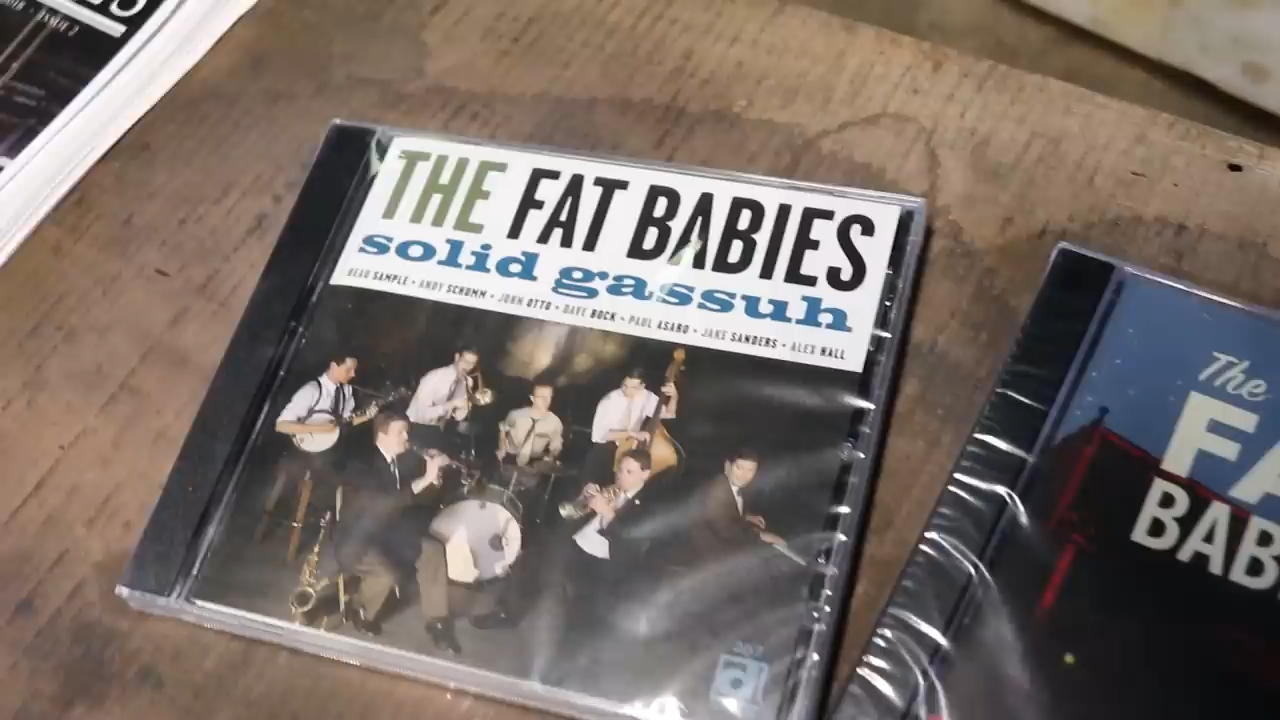 THE FAT BABIES
solid gassuh
BEAU SAMPLE • ANDY SCHUMM • JOHN OTTO • DAVE BOCK • PAUL ASARO • JAKE SANDERS • ALEX HALL
The
FA
BAB